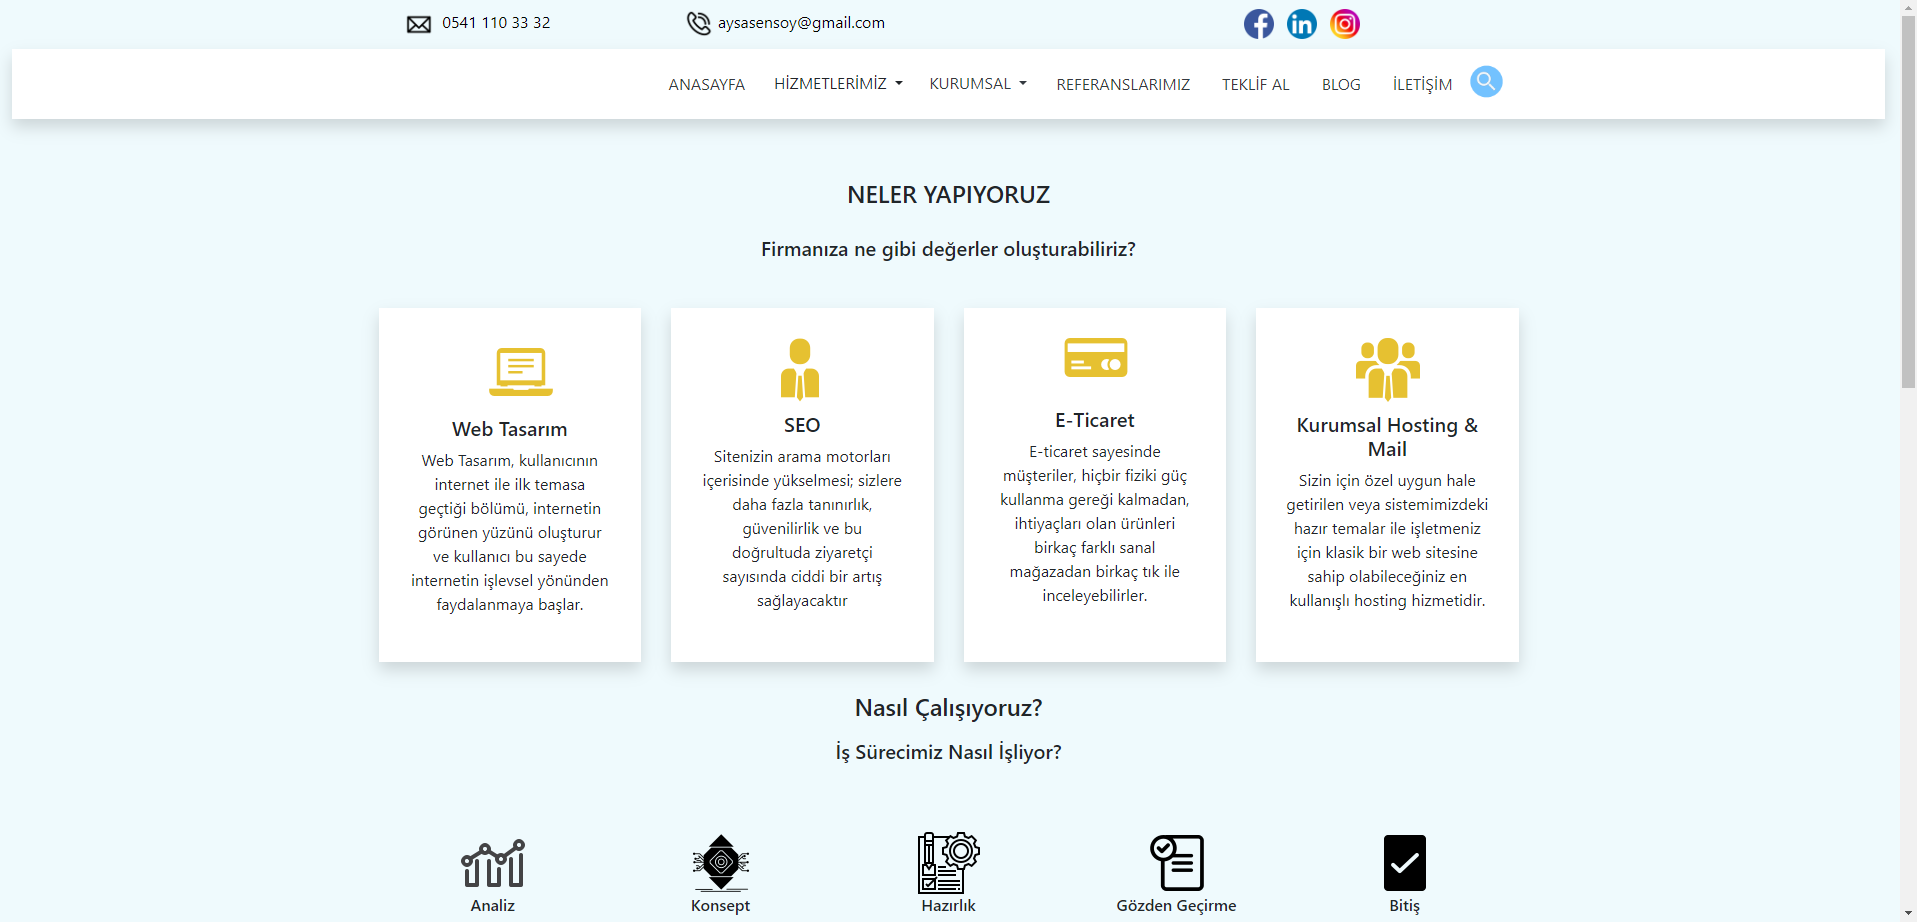 0541 110 33 32
aysasensoy@gmail.com
ANASAYFA
HİZMETLERİMİZ
KURUMSAL
REFERANSLARIMIZ
TEKLİF AL
BLOG
İLETİŞİM
NELER YAPIYORUZ
Firmanıza ne gibi değerler oluşturabiliriz?
Web Tasarım
Web Tasarım, kullanıcının
internet ile ilk temasa
geçtiği bölümü, internetin
görünen yüzünü oluşturur
ve kullanıcı bu sayede
internetin işlevsel yönünden
faydalanmaya başlar.
SEO
Sitenizin arama motorları
içerisinde yükselmesi; sizlere
daha fazla tanınırlık,
güvenilirlik ve bu
doğrultuda ziyaretçi
sayısında ciddi bir artış
sağlayacaktır
E-Ticaret
E-ticaret sayesinde
müşteriler, hiçbir fiziki güç
kullanma gereği kalmadan,
ihtiyaçları olan ürünleri
birkaç farklı sanal
mağazadan birkaç tık ile
inceleyebilirler.
Kurumsal Hosting &
Mail
Sizin için özel uygun hale
getirilen veya sistemimizdeki
hazır temalar ile işletmeniz
için klasik bir web sitesine
sahip olabileceğiniz en
kullanışlı hosting hizmetidir.
Nasıl Çalışıyoruz?
İş Sürecimiz Nasıl İşliyor?
Analiz
Konsept
Hazırlık
Gözden Geçirme
Bitiş